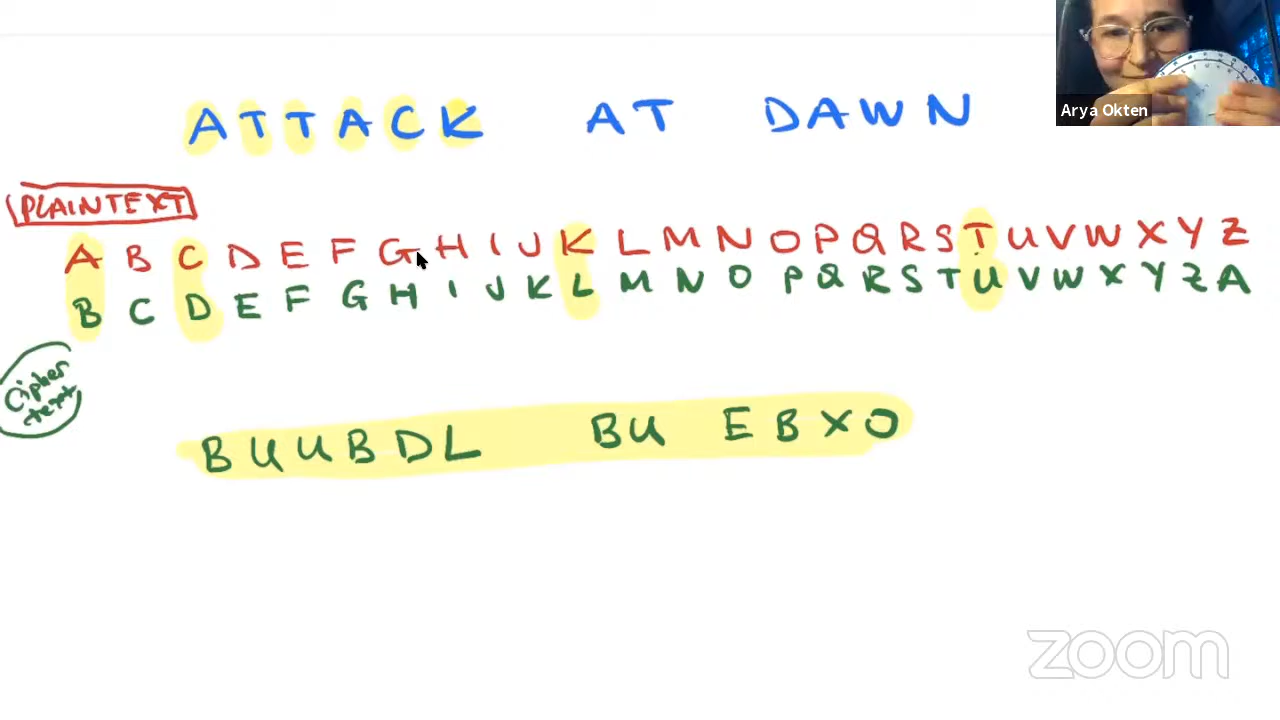 Arya Okten
ATTACK AT DAWN
PLAINTEXT
A B C D E F G H I J K L M N O P Q R S T U V W X Y Z
B C D E F G H I J K L M N O P Q R S T U V W X Y Z A
Cipher
text
BUUBDL BU EBXO
zoom